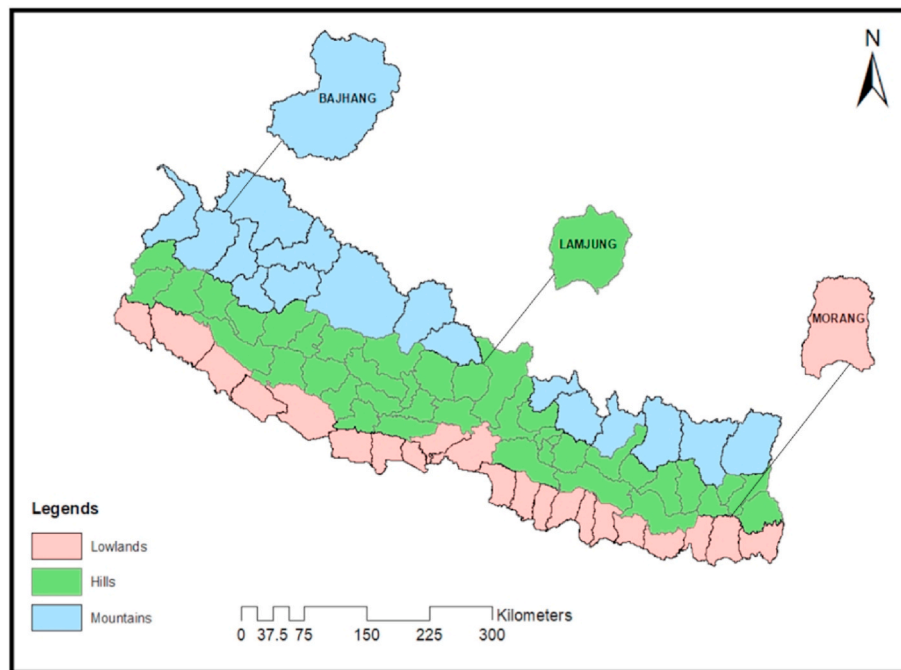 N
BAJHANG
LAMJUNG
MORANG
Legends
Lowlands
Hills
Mountains
Kilometers
0 37.5 75 150 225 300